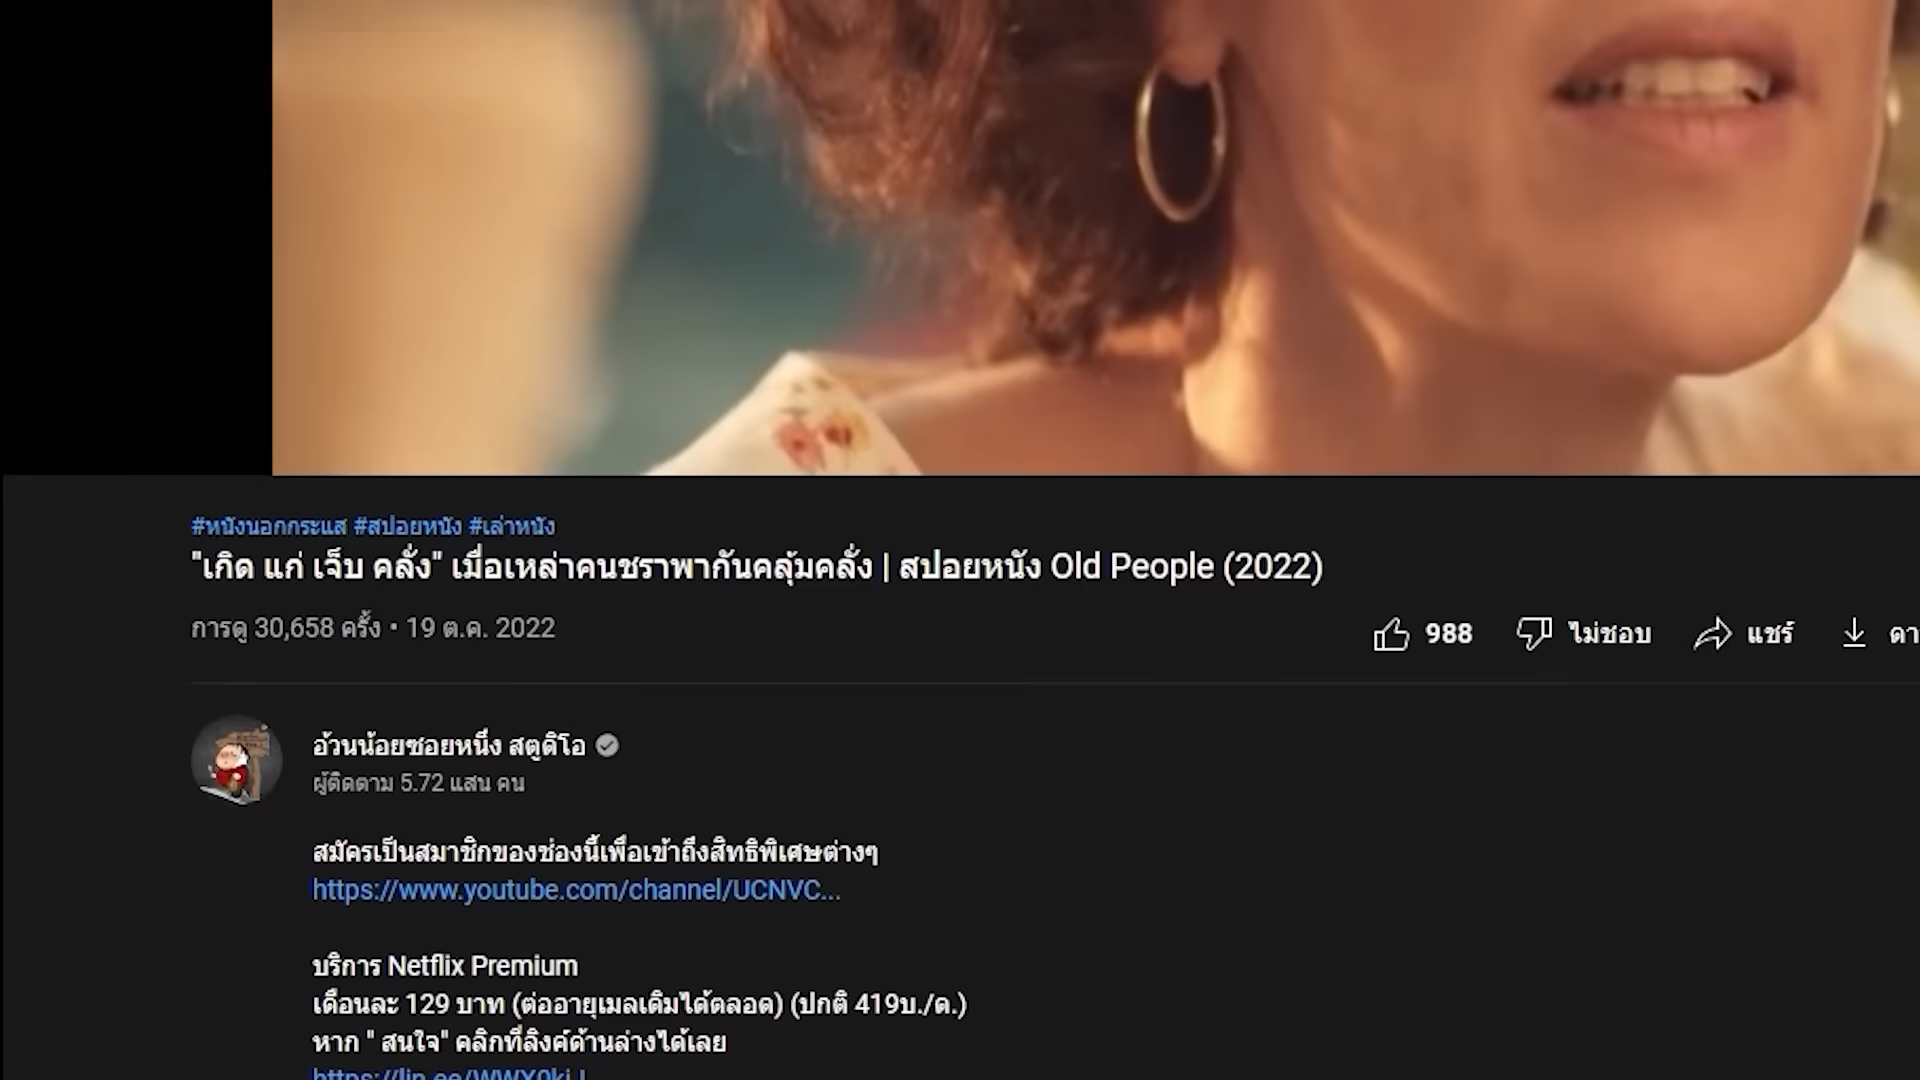 #หนังนอกกระแส #สปอยหนัง #เล่าหนัง
"เกิด แก่ เจ็บ คลั่ง" เมื่อเหล่าคนชราพากันคลุ้มคลั่ง | สปอยหนัง Old People (2022)
การดู 30,658 ครั้ง • 19 ต.ค. 2022
988 ไม่ชอบ แชร์
อ้วนน้อยซอยหนึ่ง สตูดิโอ
ผู้ติดตาม 5.72 แสน คน
สมัครเป็นสมาชิกของช่องนี้เพื่อเข้าถึงสิทธิพิเศษต่างๆ
https://www.youtube.com/channel/UCNVC...
บริการ Netflix Premium
เดือนละ 129 บาท (ต่ออายุเมลเดิมได้ตลอด) (ปกติ 419บ./ด.)
หาก " สนใจ" คลิกที่ลิงค์ด้านล่างได้เลย